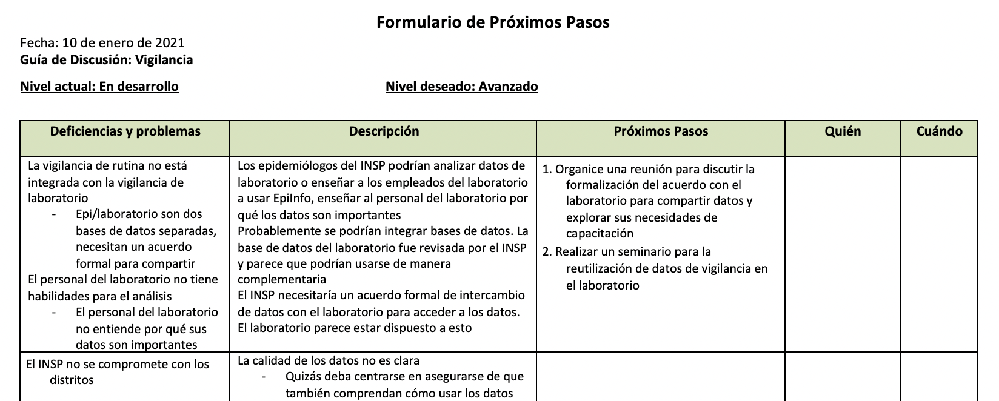 Formulario de Próximos Pasos
Fecha: 10 de enero de 2021
Guía de Discusión: Vigilancia
Nivel actual: En desarrollo
Nivel deseado: Avanzado
Deficiencias y problemas
Descripción
Próximos Pasos
Quién
Cuándo
La vigilancia de rutina no está
integrada con la vigilancia de
laboratorio
- Epi/laboratorio son dos
bases de datos separadas,
necesitan un acuerdo
formal para compartir
El personal del laboratorio no tiene
habilidades para el análisis
- El personal del laboratorio
no entiende por qué sus
datos son importantes
Los epidemiólogos del INSP podrían analizar datos de
laboratorio o enseñar a los empleados del laboratorio
a usar EpiInfo, enseñar al personal del laboratorio por
qué los datos son importantes
Probablemente se podrían integrar bases de datos. La
base de datos del laboratorio fue revisada por el INSP
y parece que podrían usarse de manera
complementaria
El INSP necesitaría un acuerdo formal de intercambio
de datos con el laboratorio para acceder a los datos.
El laboratorio parece estar dispuesto a esto
1. Organice una reunión para discutir la
formalización del acuerdo con el
laboratorio para compartir datos y
explorar sus necesidades de
capacitación
2. Realizar un seminario para la
reutilización de datos de vigilancia en
el laboratorio
El INSP no se compromete con los
distritos
La calidad de los datos no es clara
- Quizás deba centrarse en asegurarse de que
también comprendan cómo usar los datos